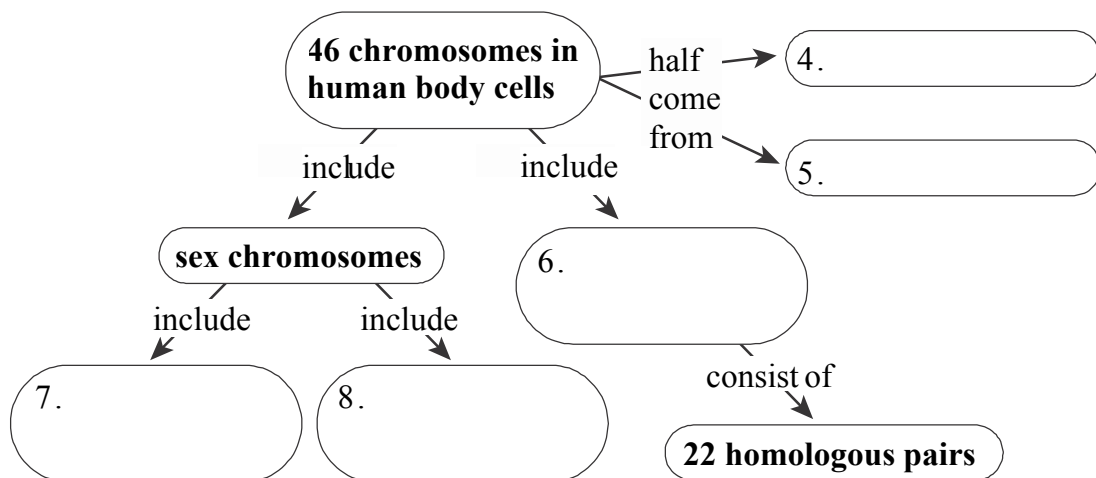 46 chromosomes in
human body cells
half
come
from
4.
5.
include
include
sex chromosomes
6.
include
include
7.
8.
consist of
22 homologous pairs